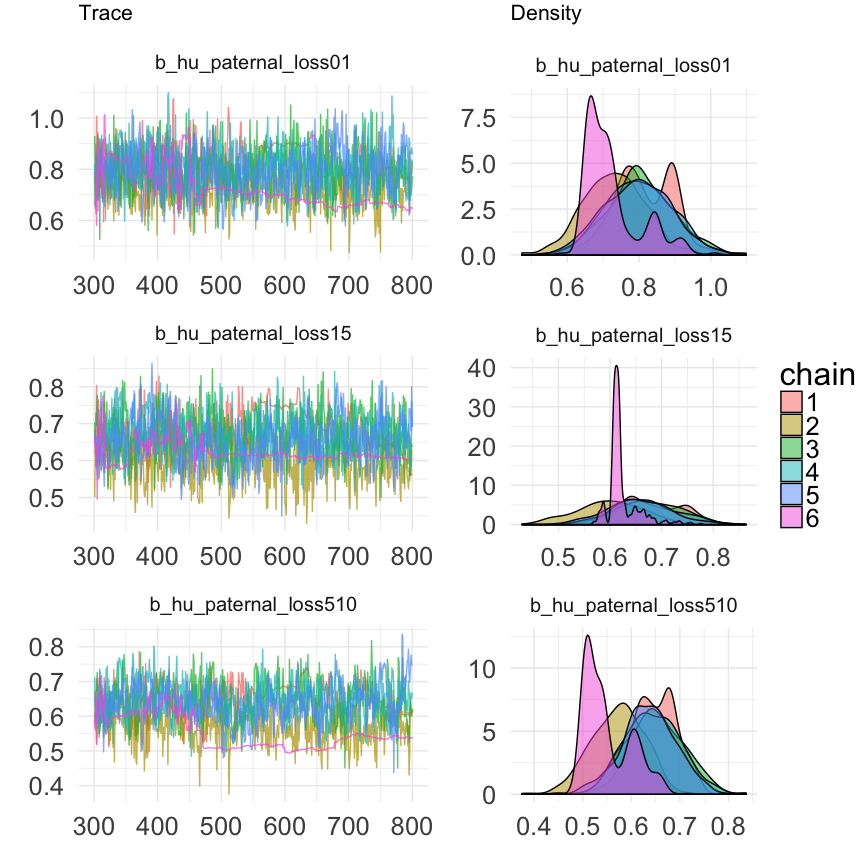 Trace
Density
b_hu_paternal_loss01
b_hu_paternal_loss01
1.0
0.8
0.6
300 400 500 600 700 800
7.5
5.0
2.5
0.0
0.6 0.8 1.0
b_hu_paternal_loss15
b_hu_paternal_loss15
0.8
0.7
0.6
0.5
300 400 500 600 700 800
40
30
20
10
0
0.5 0.6 0.7 0.8
chain
1
2
3
4
5
6
b_hu_paternal_loss510
b_hu_paternal_loss510
0.8
0.7
0.6
0.5
0.4
300 400 500 600 700 800
10
5
0
0.4 0.5 0.6 0.7 0.8